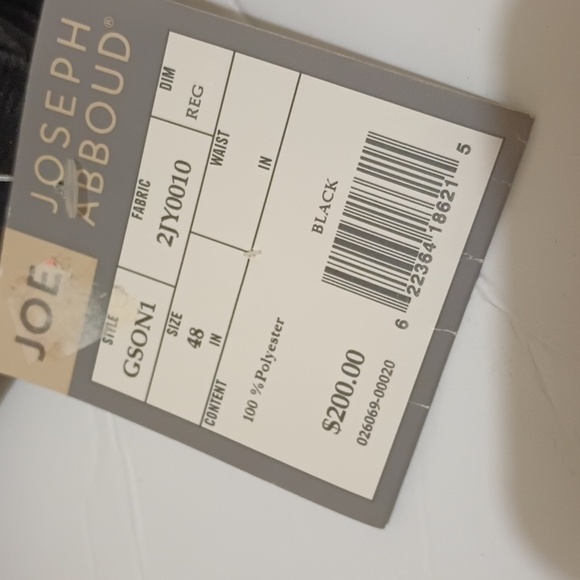 JOE
JOSEPH
ABBOUD®
STYLE FABRIC DIM
GSON1 2JY0010 REG
SIZE WAIST
48
IN IN
CONTENT
100 %Polyester BLACK
$200.00
026069-00020
6 22364 18621 5